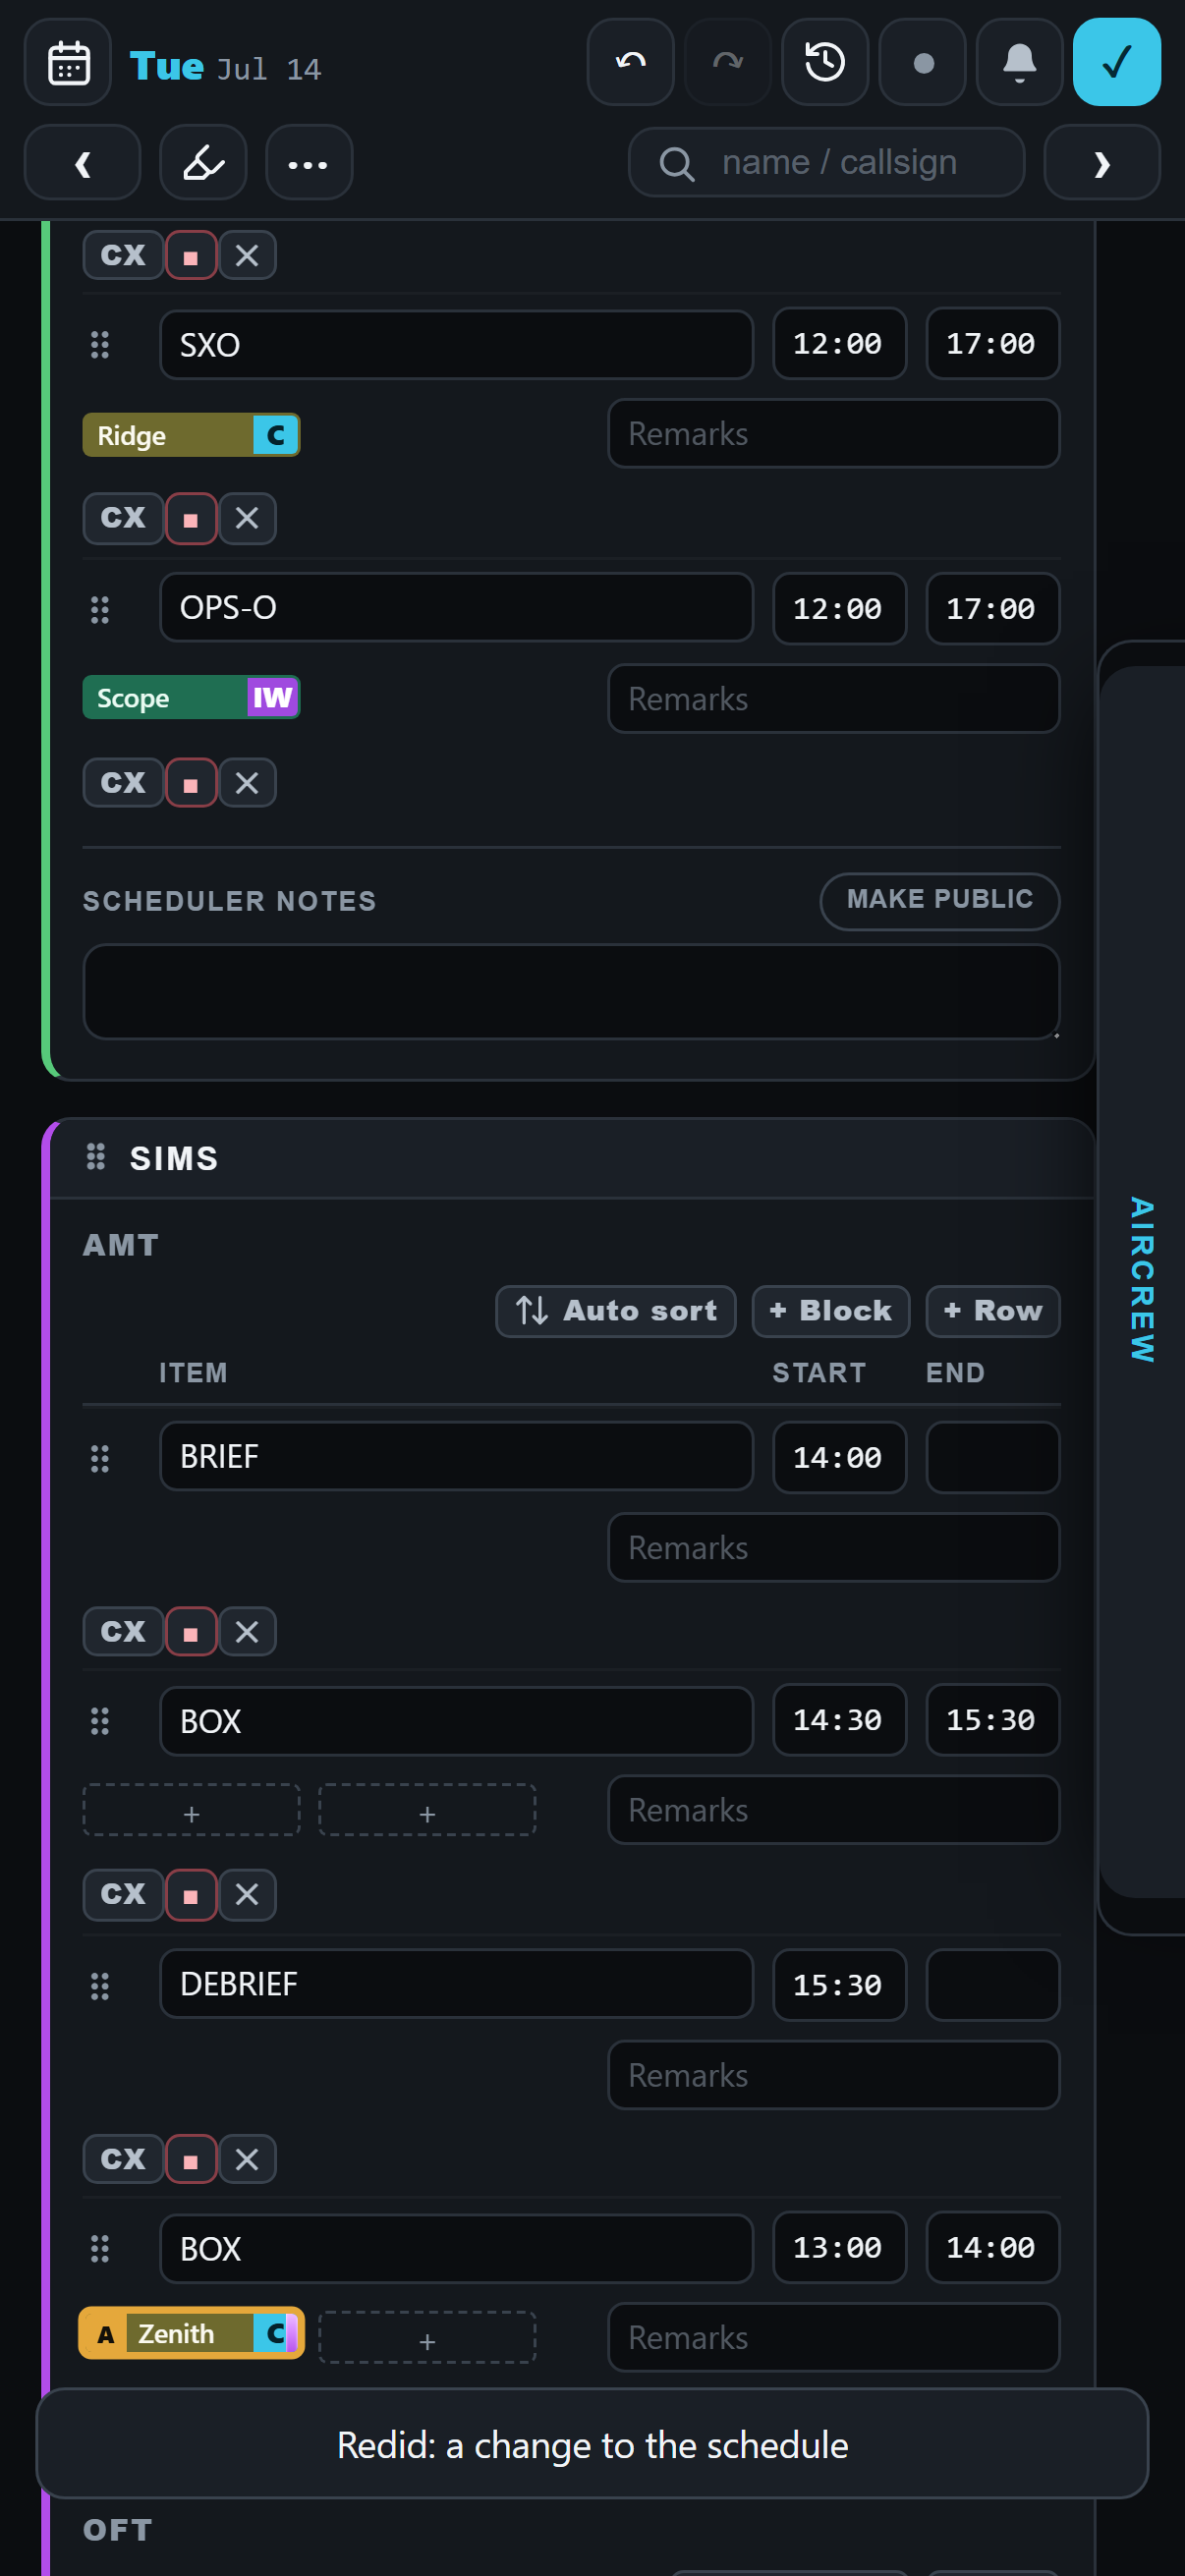 Tue Jul 14
name / callsign
CX
SXO 12:00 17:00
Ridge C Remarks
CX
OPS-O 12:00 17:00
Scope IW Remarks
CX
SCHEDULER NOTES MAKE PUBLIC
SIMS
AMT
Auto sort + Block + Row
ITEM START END
BRIEF 14:00
Remarks
CX
BOX 14:30 15:30
+ + Remarks
CX
DEBRIEF 15:30
Remarks
CX
BOX 13:00 14:00
A Zenith C + Remarks
Redid: a change to the schedule
OFT
AIRCREW